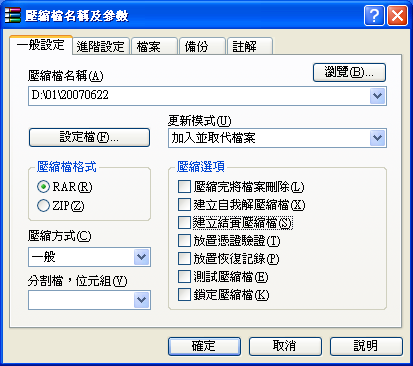 壓縮檔名稱及參數
一般設定 進階設定 檔案 備份 註解
壓縮檔名稱(A)
瀏覽(B)...
D:\01\20070622
更新模式(U)
設定檔(F)...
加入並取代檔案
壓縮檔格式
RAR(R)
ZIP(Z)
壓縮方式(C)
一般
分割檔，位元組(V)
壓縮選項
壓縮完將檔案刪除(L)
建立自我解壓縮檔(X)
建立結實壓縮檔(S)
放置憑證驗證(T)
放置恢復記錄(P)
測試壓縮檔(E)
鎖定壓縮檔(K)
確定 取消 說明